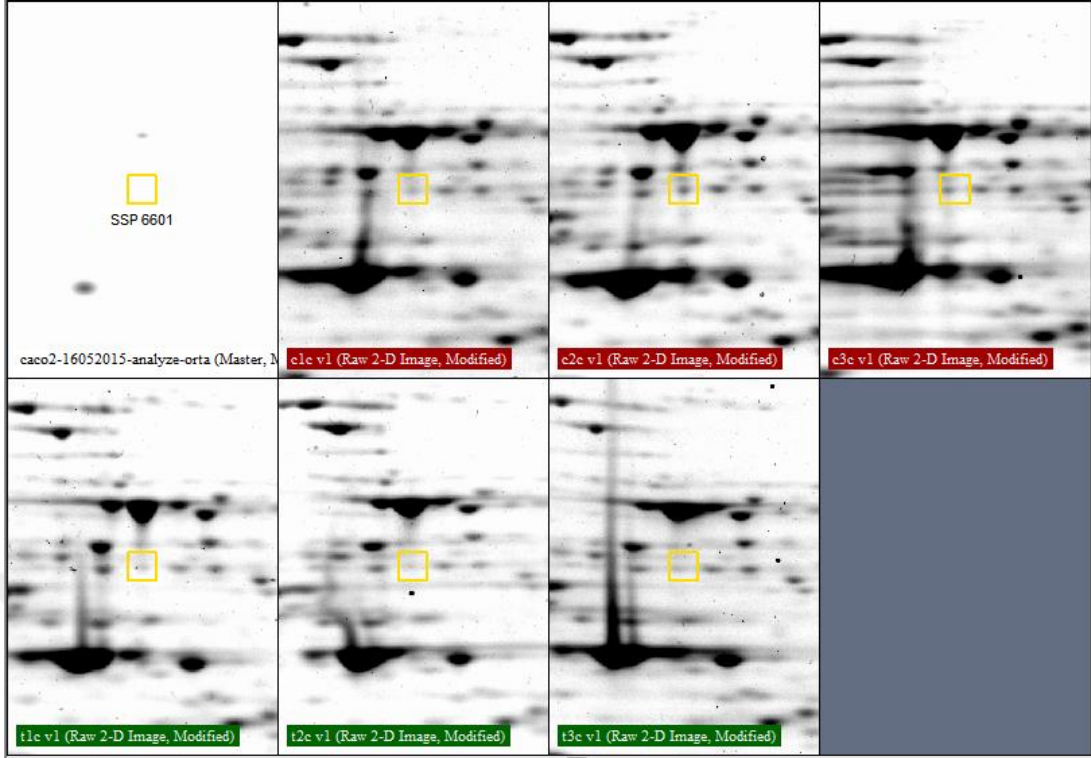 SSP 6601
caco2-16052015-analyze-orta (Master, M
c1c v1 (Raw 2-D Image, Modified)
c2c v1 (Raw 2-D Image, Modified)
c3c v1 (Raw 2-D Image, Modified)
t1c v1 (Raw 2-D Image, Modified)
t2c v1 (Raw 2-D Image, Modified)
t3c v1 (Raw 2-D Image, Modified)